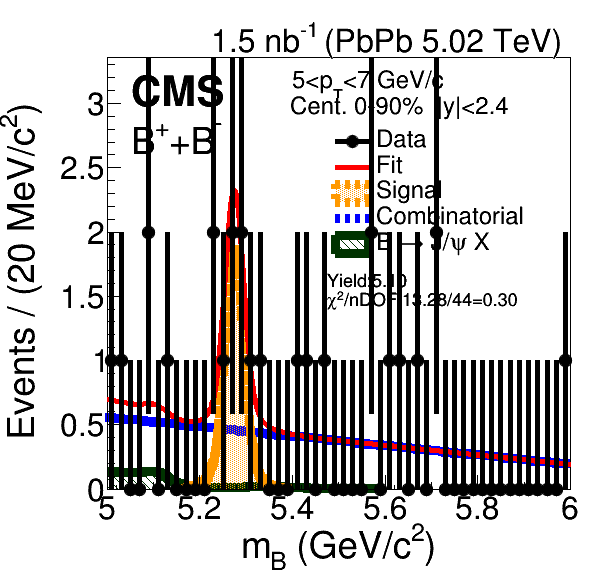 1.5 nb-1 (PbPb 5.02 TeV)
CMS
5<pT<7 GeV/c
Cent. 0-90% |y|<2.4
B++B-
Data
Fit
Signal
Combinatorial
B → J/ψ X
Yield:5.10
χ2/nDOF:13.28/44=0.30
Events / (20 MeV/c2)
3
2.5
2
1.5
1
0.5
0
5 5.2 5.4 5.6 5.8 6
mB (GeV/c2)